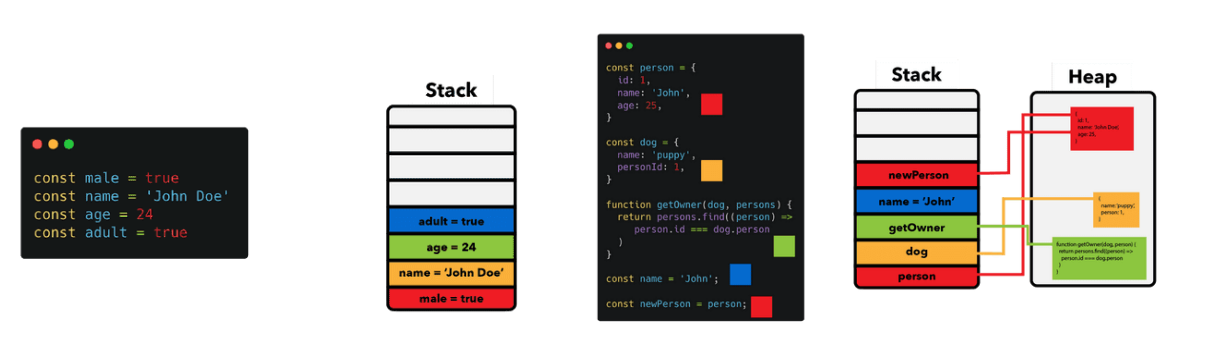 const male = true
const name = 'John Doe'
const age = 24
const adult = true
Stack
adult = true
age = 24
name = ‘John Doe’
male = true
const person = {
id: 1,
name: 'John',
age: 25,
}
const dog = {
name: 'puppy',
personId: 1,
}
function getOwner(dog, persons) {
return persons.find((person) =>
person.id === dog.person
)
}
const name = 'John';
const newPerson = person;
Stack
newPerson
name = ‘John’
getOwner
dog
person
Heap
{
id: 1,
name: 'John Doe',
age: 25,
}
{
name: 'puppy',
person: 1,
}
function getOwner(dog, person) {
return persons.find((person) =>
person.id === dog.person
)
}